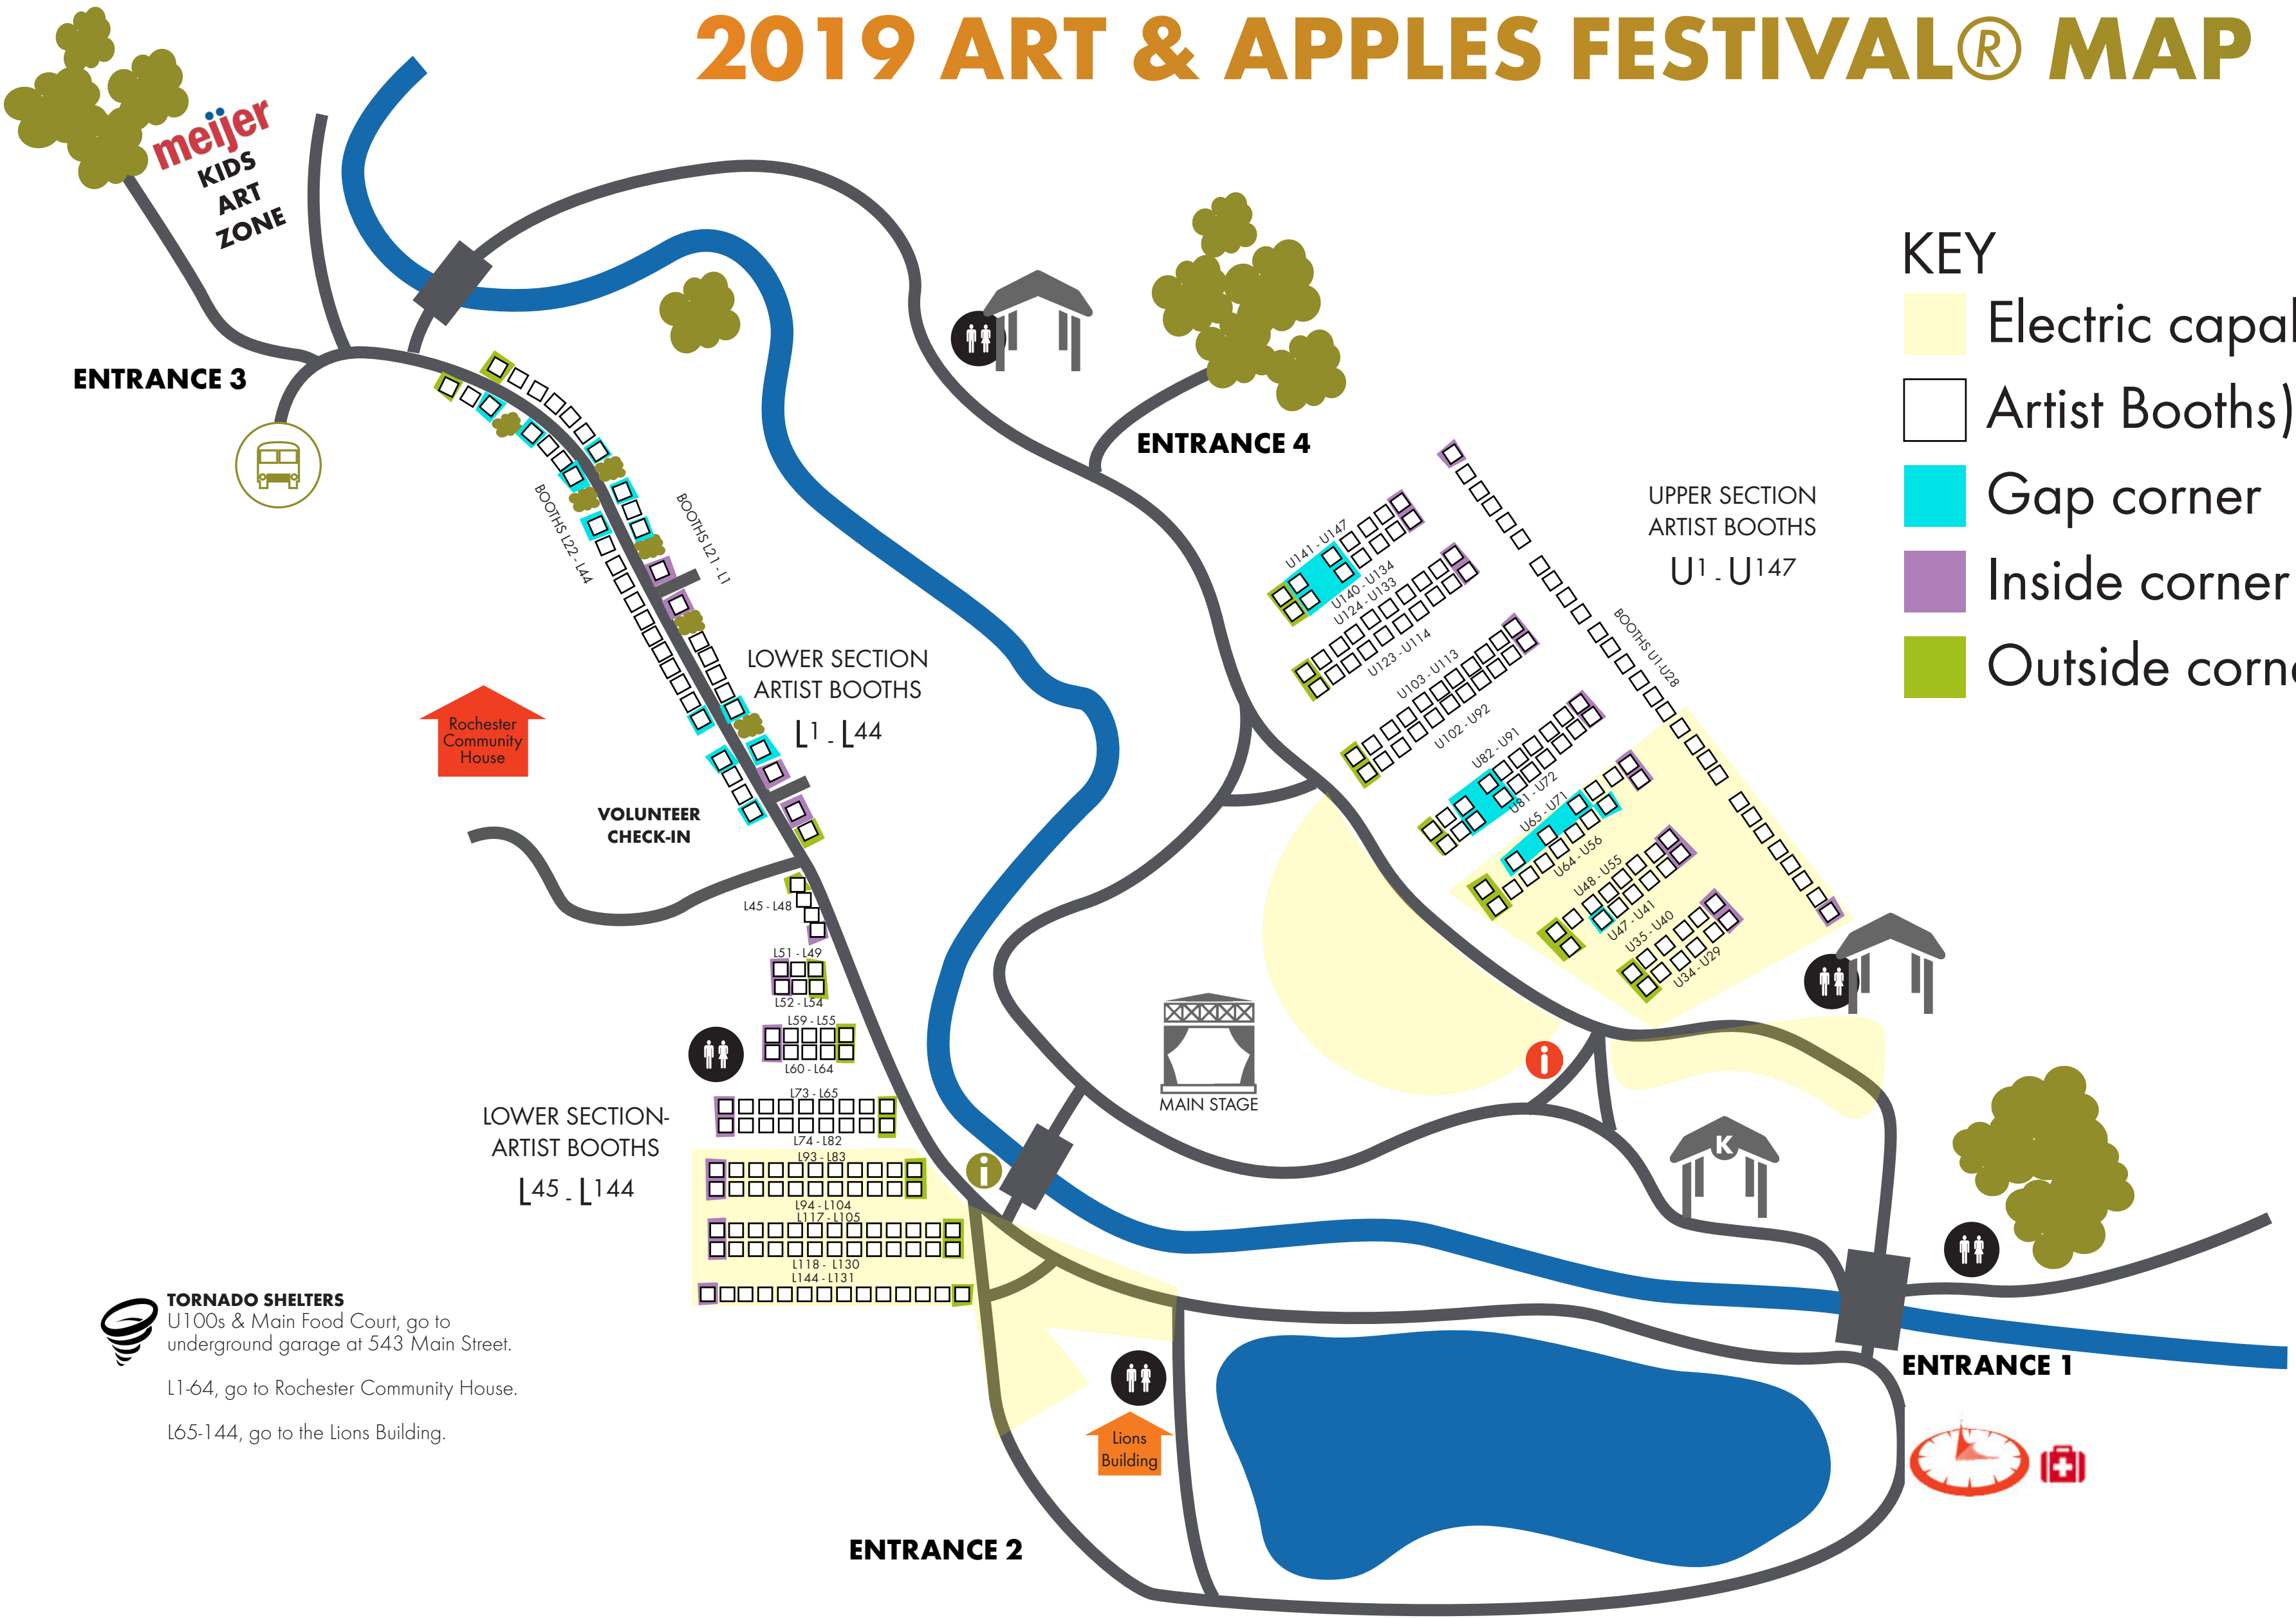 2019 ART & APPLES FESTIVAL® MAP
meijer
KIDS
ART
ZONE
ENTRANCE 3
ENTRANCE 4
KEY
Electric capal
Artist Booths)
Gap corner
Inside corner
Outside corne
UPPER SECTION
ARTIST BOOTHS
U1 - U147
BOOTHS U1-U28
U141 - U147
U140 - U134
U124 - U133
U123 - U114
U103 - U113
U102 - U92
U82 - U91
U81 - U72
U65 - U71
U64 - U56
U48 - U55
U47 - U41
U35 - U40
U34 - U29
BOOTHS L22 - L44
BOOTHS L21 - L1
LOWER SECTION
ARTIST BOOTHS
L1 - L44
Rochester
Community
House
VOLUNTEER
CHECK-IN
L45 - L48
L51 - L49
L52 - L54
L59 - L55
L60 - L64
L73 - L65
L74 - L82
L93 - L83
L94 - L104
L117 - L105
L118 - L130
L144 - L131
LOWER SECTION-
ARTIST BOOTHS
L45 - L144
MAIN STAGE
i
i
K
TORNADO SHELTERS
U100s & Main Food Court, go to
underground garage at 543 Main Street.
L1-64, go to Rochester Community House.
L65-144, go to the Lions Building.
Lions
Building
ENTRANCE 1
ENTRANCE 2